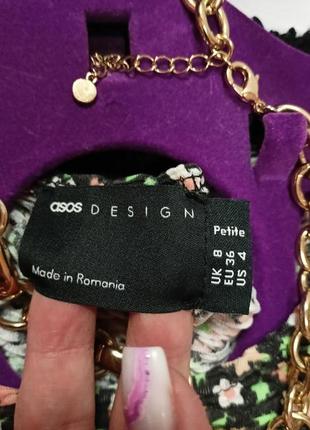 asos DESIGN
Made in Romania
Petite
UK 8
EU 36
US 4